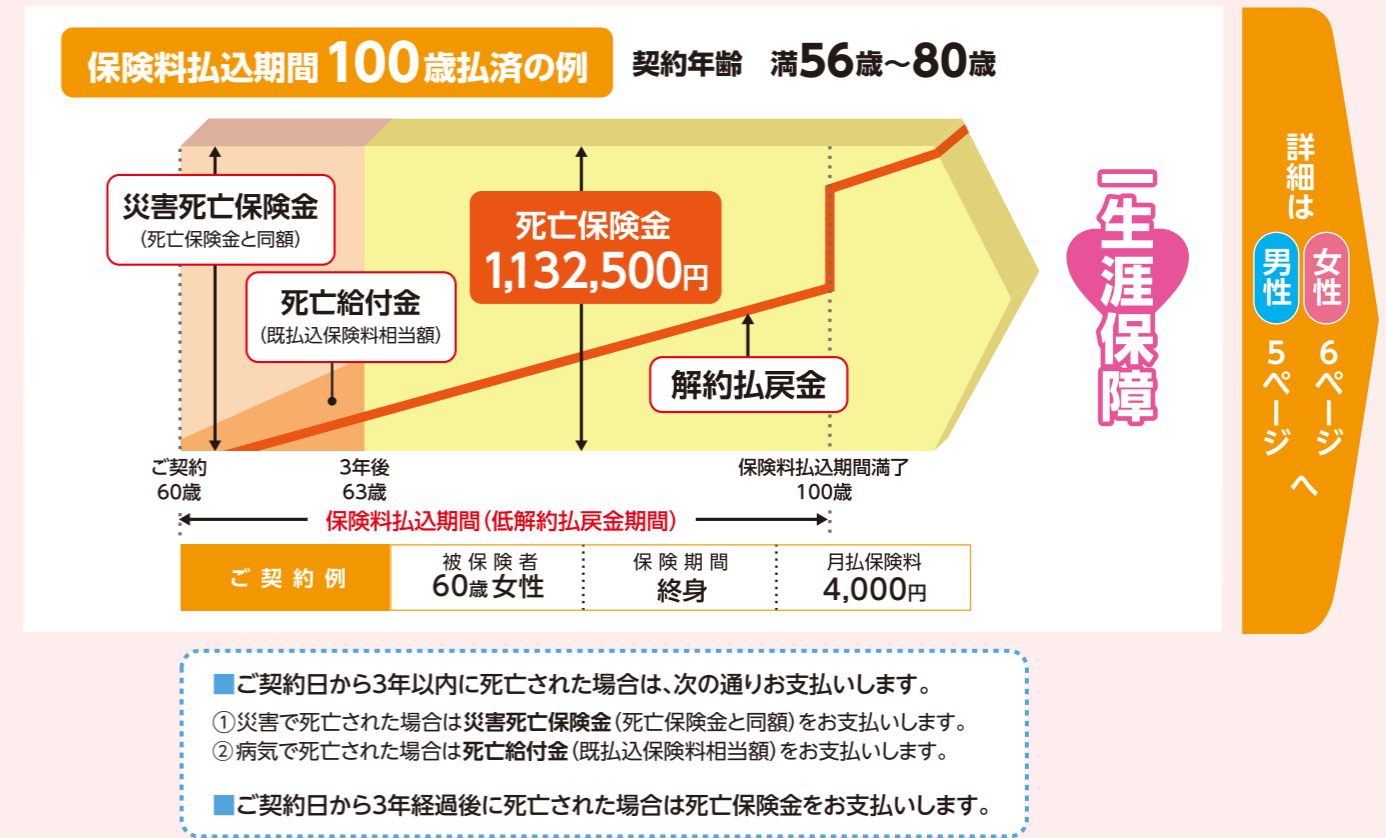 保険料払込期間100歳払済の例
契約年齢 満56歳～80歳
災害死亡保険金
（死亡保険金と同額）
死亡給付金
（既払込保険料相当額）
死亡保険金
1,132,500円
解約払戻金
一生涯保障
ご契約
60歳
3年後
63歳
保険料払込期間満了
100歳
保険料払込期間（低解約払戻金期間）
ご契約例
被保険者
60歳女性
保険期間
終身
月払保険料
4,000円
詳細は
男性
5ページ
女性
6ページ
へ
■ご契約日から3年以内に死亡された場合は、次の通りお支払いします。
①災害で死亡された場合は災害死亡保険金（死亡保険金と同額）をお支払いします。
②病気で死亡された場合は死亡給付金（既払込保険料相当額）をお支払いします。
■ご契約日から3年経過後に死亡された場合は死亡保険金をお支払いします。